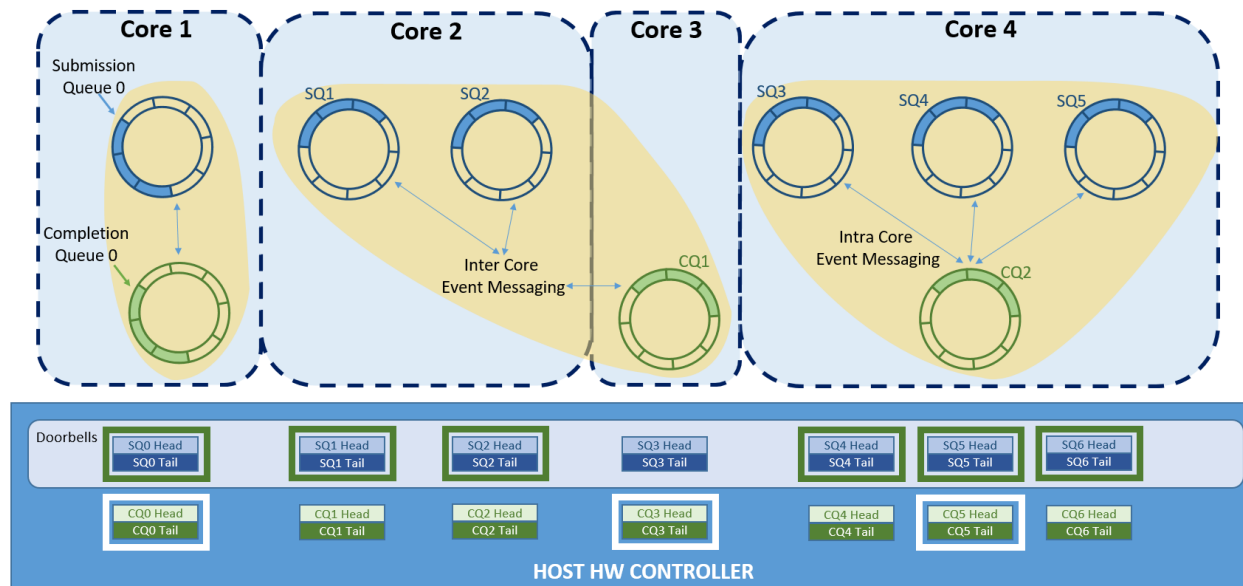 Core 1
Core 2
Core 3
Core 4
Submission
Queue 0
SQ1
SQ2
SQ3
SQ4
SQ5
Completion
Queue 0
Inter Core
Event Messaging
CQ1
Intra Core
Event Messaging
CQ2
Doorbells
SQ0 Head
SQ0 Tail
SQ1 Head
SQ1 Tail
SQ2 Head
SQ2 Tail
SQ3 Head
SQ3 Tail
SQ4 Head
SQ4 Tail
SQ5 Head
SQ5 Tail
SQ6 Head
SQ6 Tail
CQ0 Head
CQ0 Tail
CQ1 Head
CQ1 Tail
CQ2 Head
CQ2 Tail
CQ3 Head
CQ3 Tail
CQ4 Head
CQ4 Tail
CQ5 Head
CQ5 Tail
CQ6 Head
CQ6 Tail
HOST HW CONTROLLER